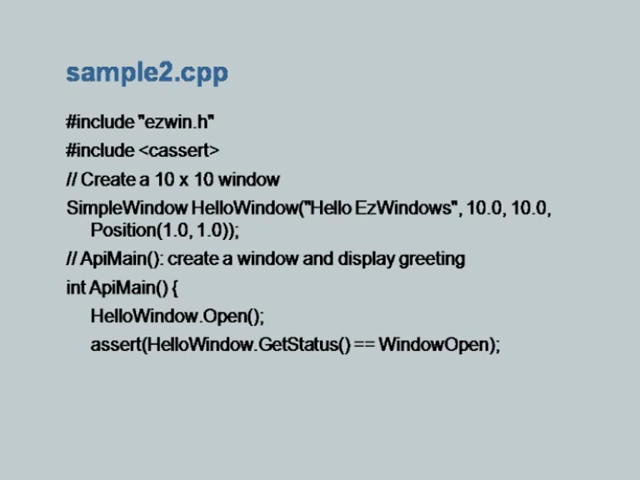 sample2.cpp
#include "ezwin.h"
#include <cassert>
// Create a 10 x 10 window
SimpleWindow HelloWindow("Hello EzWindows", 10.0, 10.0,
Position(1.0, 1.0));
// ApiMain(): create a window and display greeting
int ApiMain() {
HelloWindow.Open();
assert(HelloWindow.GetStatus() == WindowOpen);